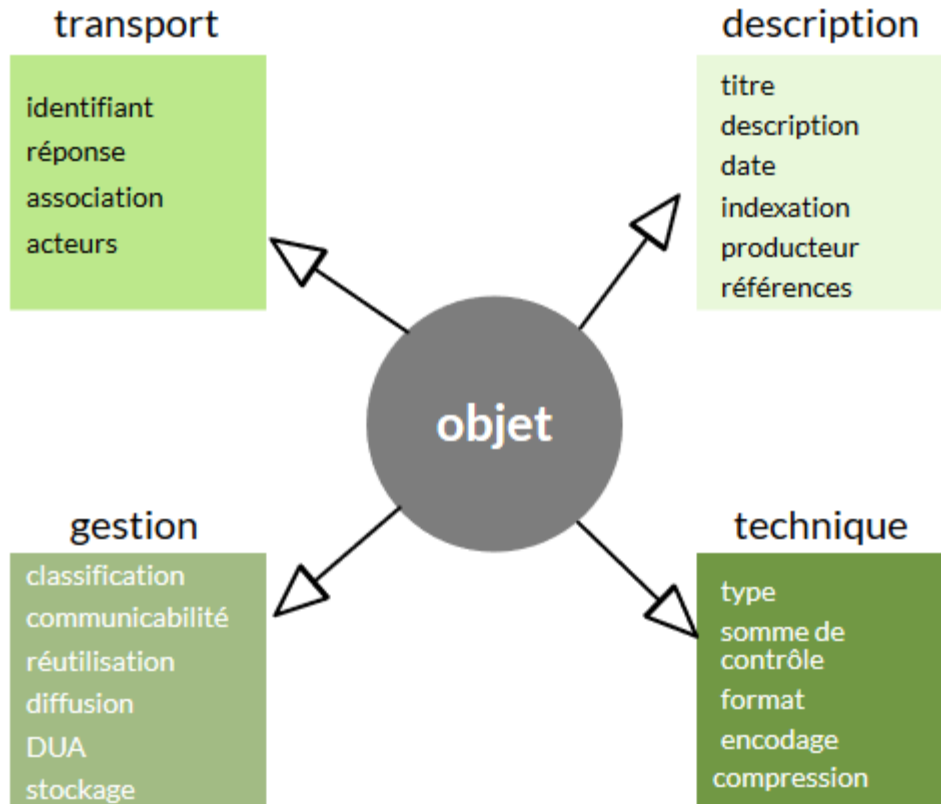 transport
identifiant
réponse
association
acteurs
description
titre
description
date
indexation
producteur
références
objet
gestion
classification
communicabilité
réutilisation
diffusion
DUA
stockage
technique
type
somme de
contrôle
format
encodage
compression